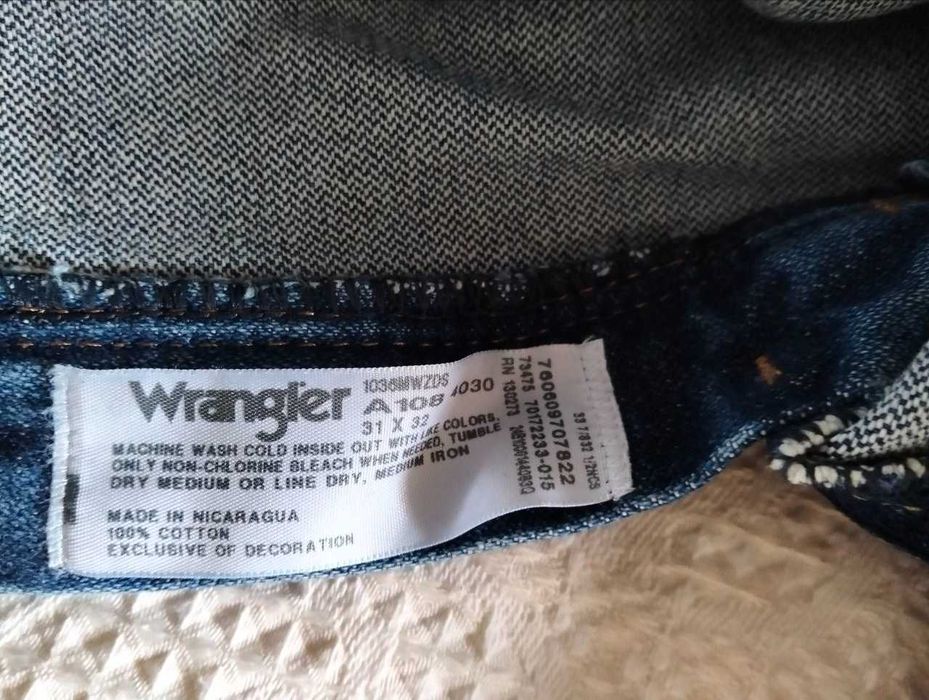 Wrangler
1036MWZDS
A108 4030
31 X 32
MACHINE WASH COLD INSIDE OUT WITH LIKE COLORS.
ONLY NON-CHLORINE BLEACH WHEN NEEDED, TUMBLE
DRY MEDIUM OR LINE DRY, MEDIUM IRON
MADE IN NICARAGUA
100% COTTON
EXCLUSIVE OF DECORATION
RN 130273
73475 70172233-015
760609707822